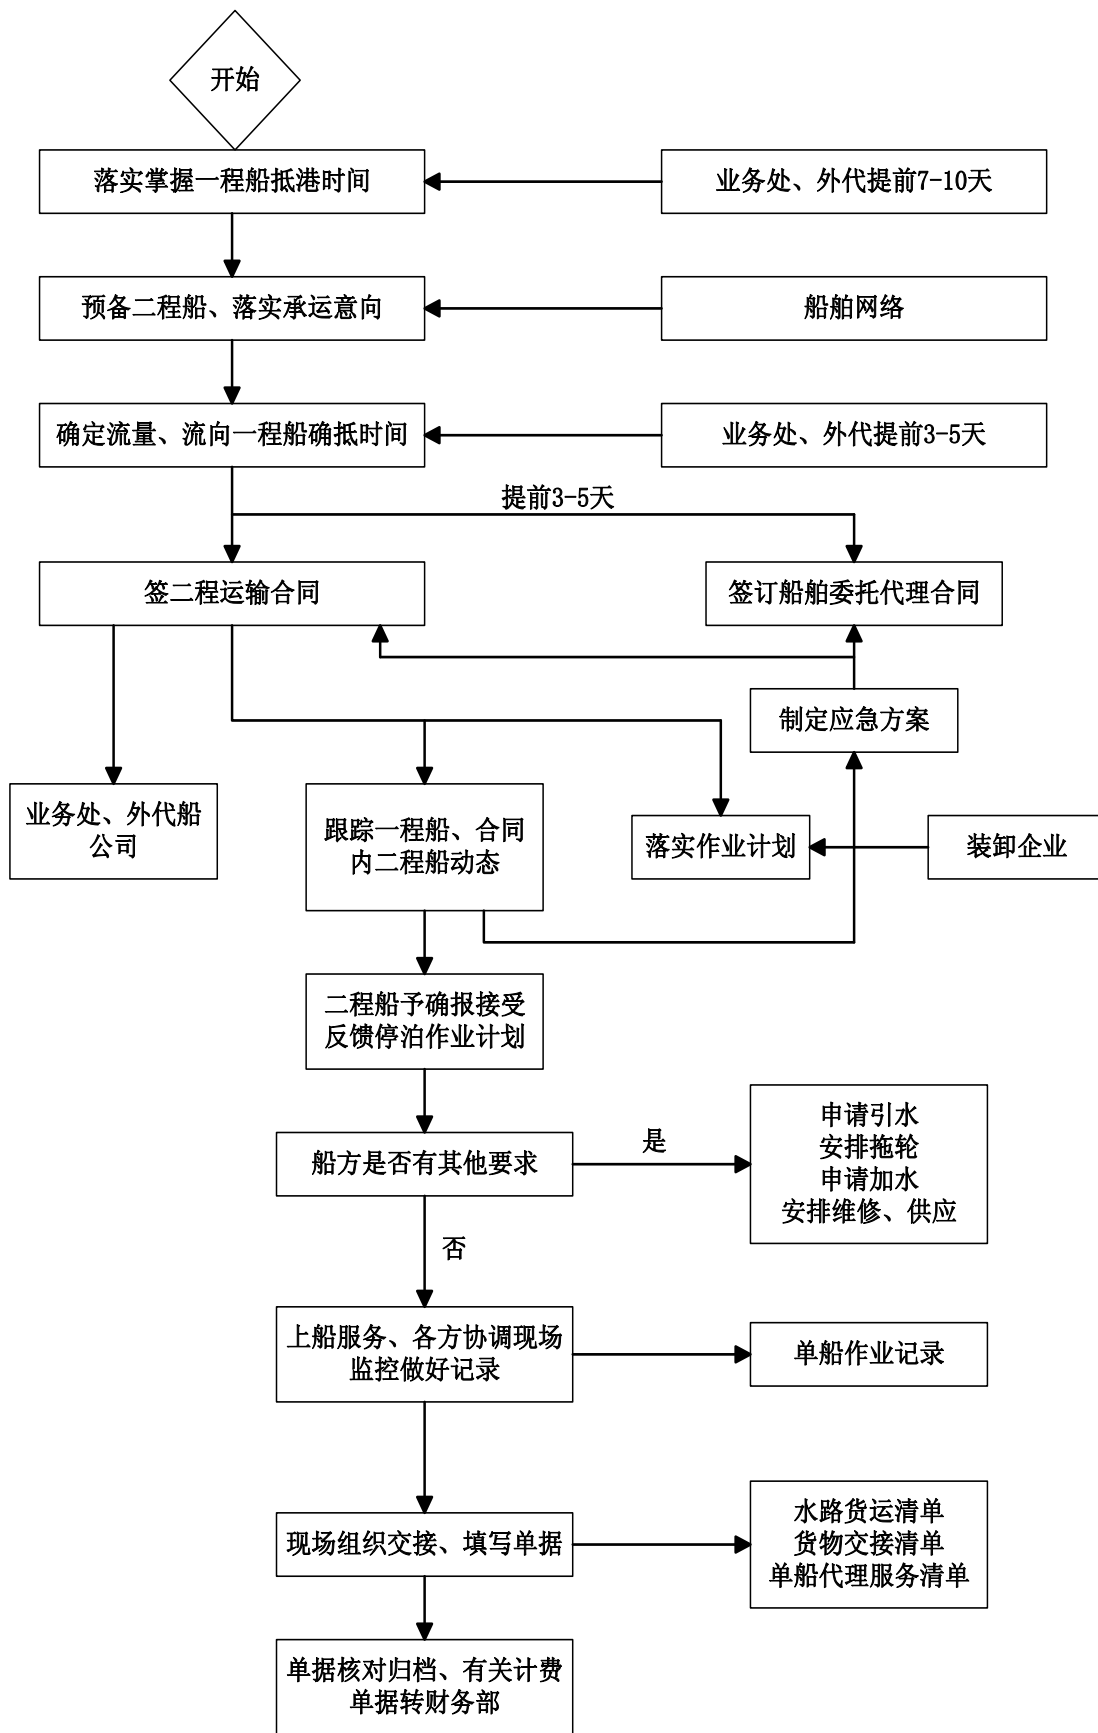 开始
落实掌握一程船抵港时间
业务处、外代提前7-10天
预备二程船、落实承运意向
船舶网络
确定流量、流向一程船确抵时间
业务处、外代提前3-5天
提前3-5天
签二程运输合同
签订船舶委托代理合同
制定应急方案
业务处、外代船
公司
跟踪一程船、合同
内二程船动态
落实作业计划
装卸企业
二程船予确报接受
反馈停泊作业计划
船方是否有其他要求
是
申请引水
安排拖轮
申请加水
安排维修、供应
否
上船服务、各方协调现场
监控做好记录
单船作业记录
现场组织交接、填写单据
水路货运清单
货物交接清单
单船代理服务清单
单据核对归档、有关计费
单据转财务部